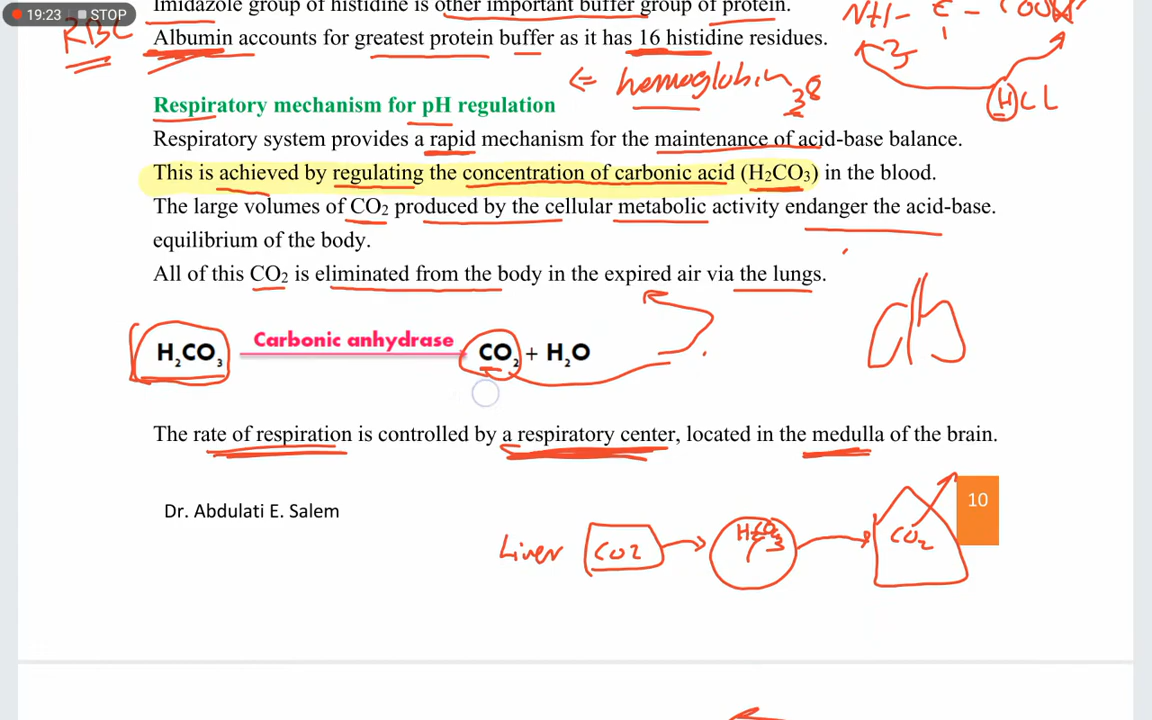 19:23 STOP
Imidazole group of histidine is other important buffer group of protein.
RBC
Albumin accounts for greatest protein buffer as it has 16 histidine residues.
hemoglobin 38
HCL
Respiratory mechanism for pH regulation
Respiratory system provides a rapid mechanism for the maintenance of acid-base balance.
This is achieved by regulating the concentration of carbonic acid (H₂CO₃) in the blood.
The large volumes of CO₂ produced by the cellular metabolic activity endanger the acid-base.
equilibrium of the body.
All of this CO₂ is eliminated from the body in the expired air via the lungs.
H₂CO₃ Carbonic anhydrase CO₂ + H₂O
The rate of respiration is controlled by a respiratory center, located in the medulla of the brain.
10
Dr. Abdulati E. Salem
Liver CO2 H₂CO3 CO2